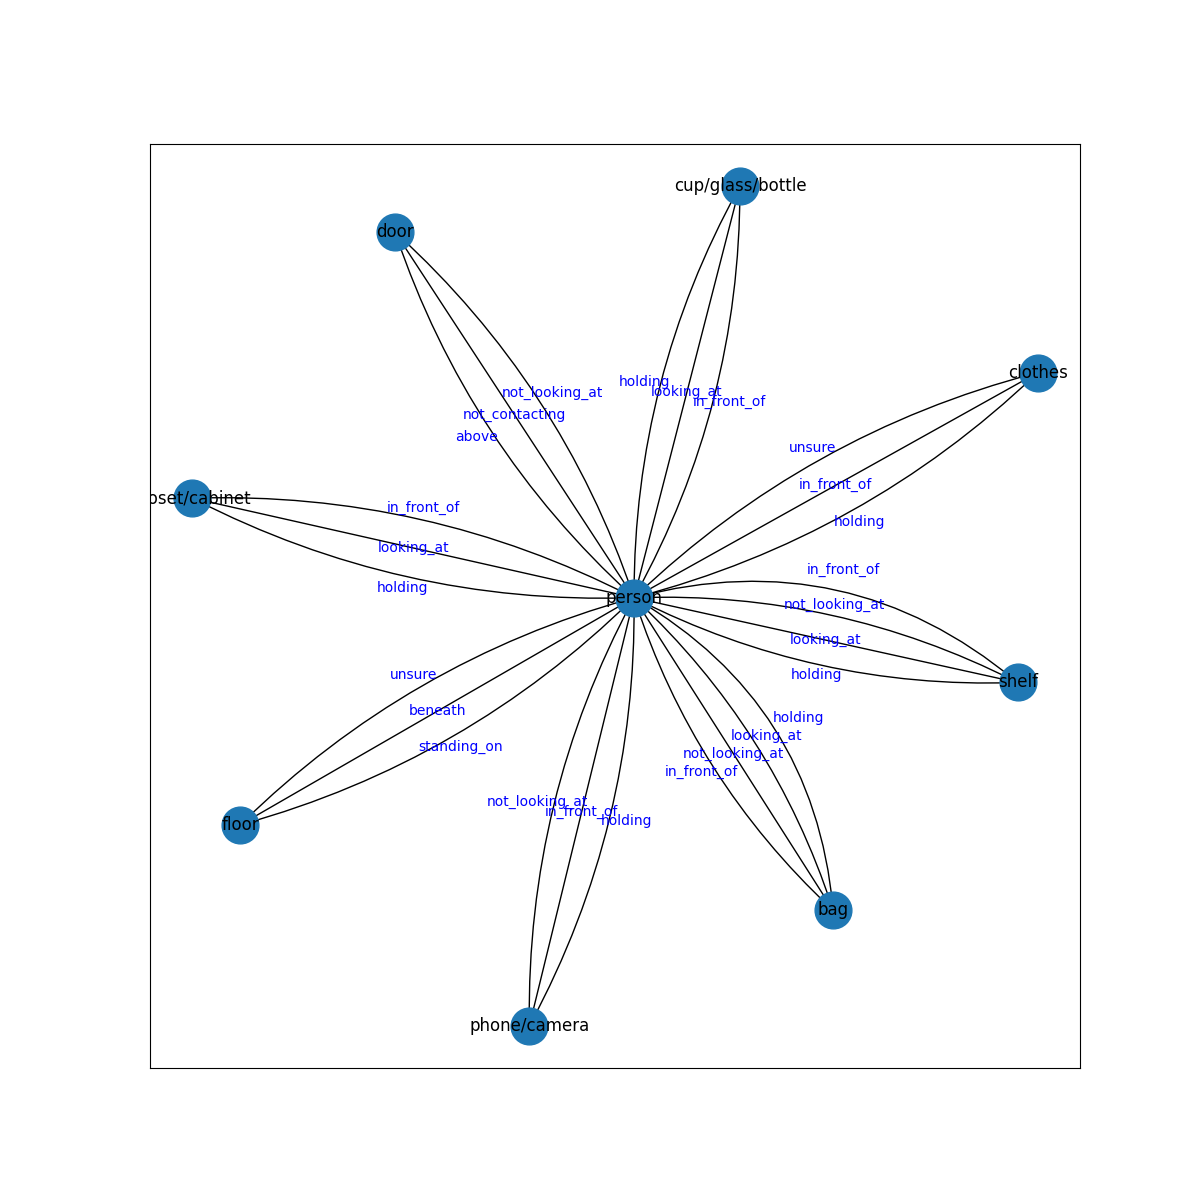 cup/glass/bottle
door
clothes
holding
looking_at
in_front_of
not_looking_at
not_contacting
above
unsure
in_front_of
holding
oset/cabinet
in_front_of
looking_at
holding
person
in_front_of
not_looking_at
looking_at
holding
shelf
unsure
beneath
standing_on
floor
holding
looking_at
not_looking_at
in_front_of
bag
not_looking_at
in_front_of
holding
phone/camera